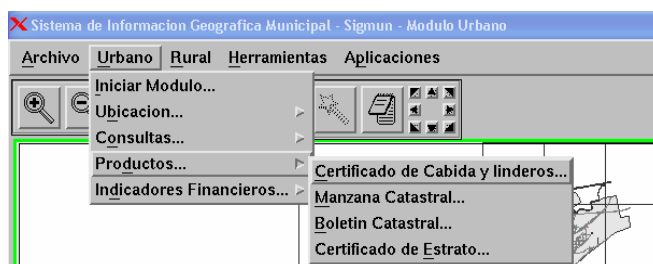 Sistema de Informacion Geografica Municipal - Sigmun - Modulo Urbano
Archivo Urbano Rural Herramientas Aplicaciones
Iniciar Modulo...
Ubicacion...
Consultas...
Productos...
Indicadores Financieros...
Certificado de Cabida y linderos...
Manzana Catastral...
Boletin Catastral...
Certificado de Estrato...